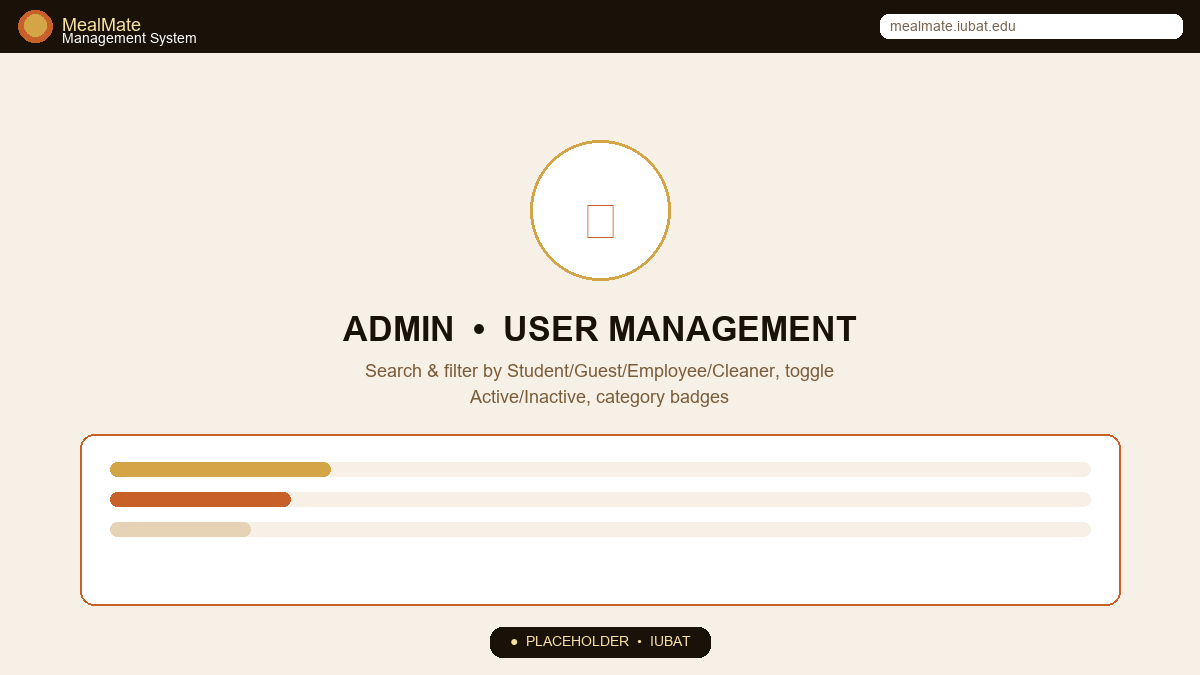 MealMate
Management System
mealmate.iubat.edu
ADMIN • USER MANAGEMENT
Search & filter by Student/Guest/Employee/Cleaner, toggle
Active/Inactive, category badges
● PLACEHOLDER • IUBAT